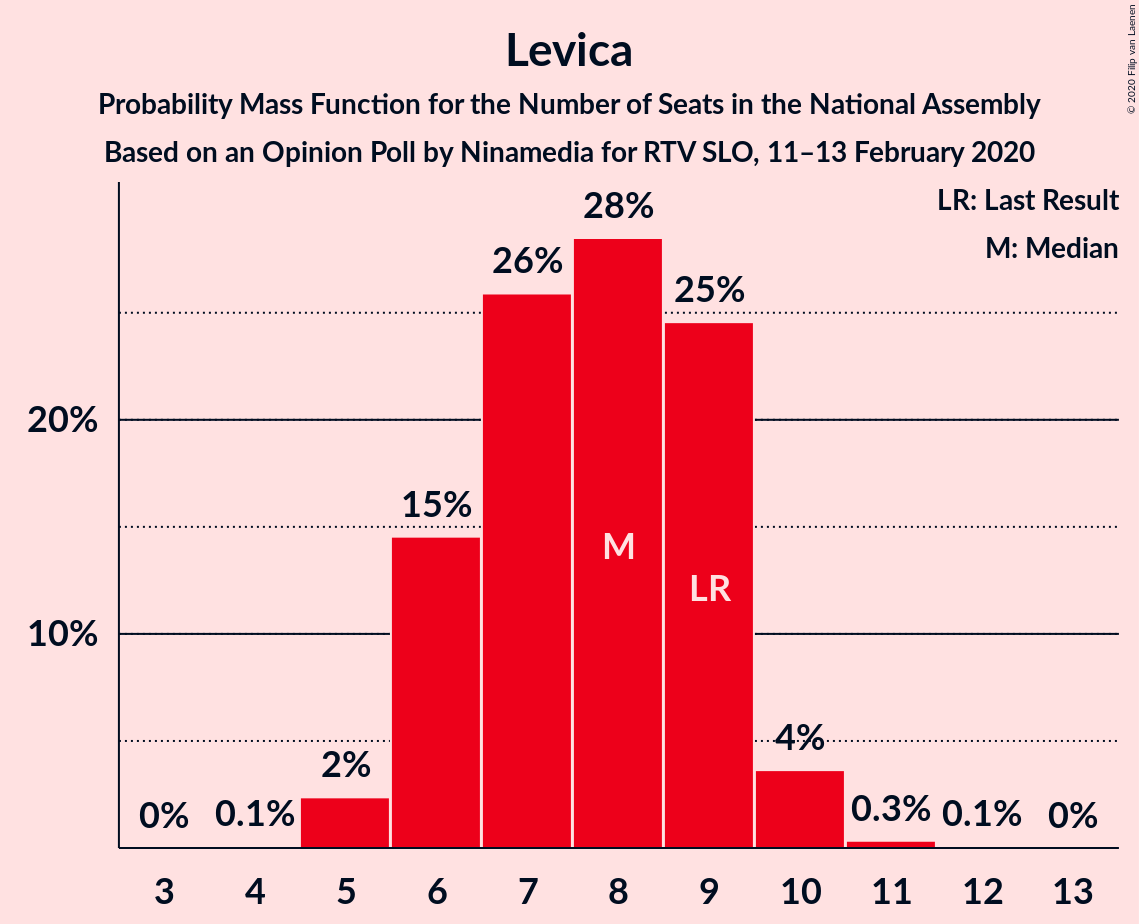 Levica
Probability Mass Function for the Number of Seats in the National Assembly
Based on an Opinion Poll by Ninamedia for RTV SLO, 11–13 February 2020
© 2020 Filip van Laenen
LR: Last Result
M: Median
28%
26%
25%
20%
15%
M
LR
10%
4%
2%
0%
0.1%
0.3%
0.1%
0%
3 4 5 6 7 8 9 10 11 12 13